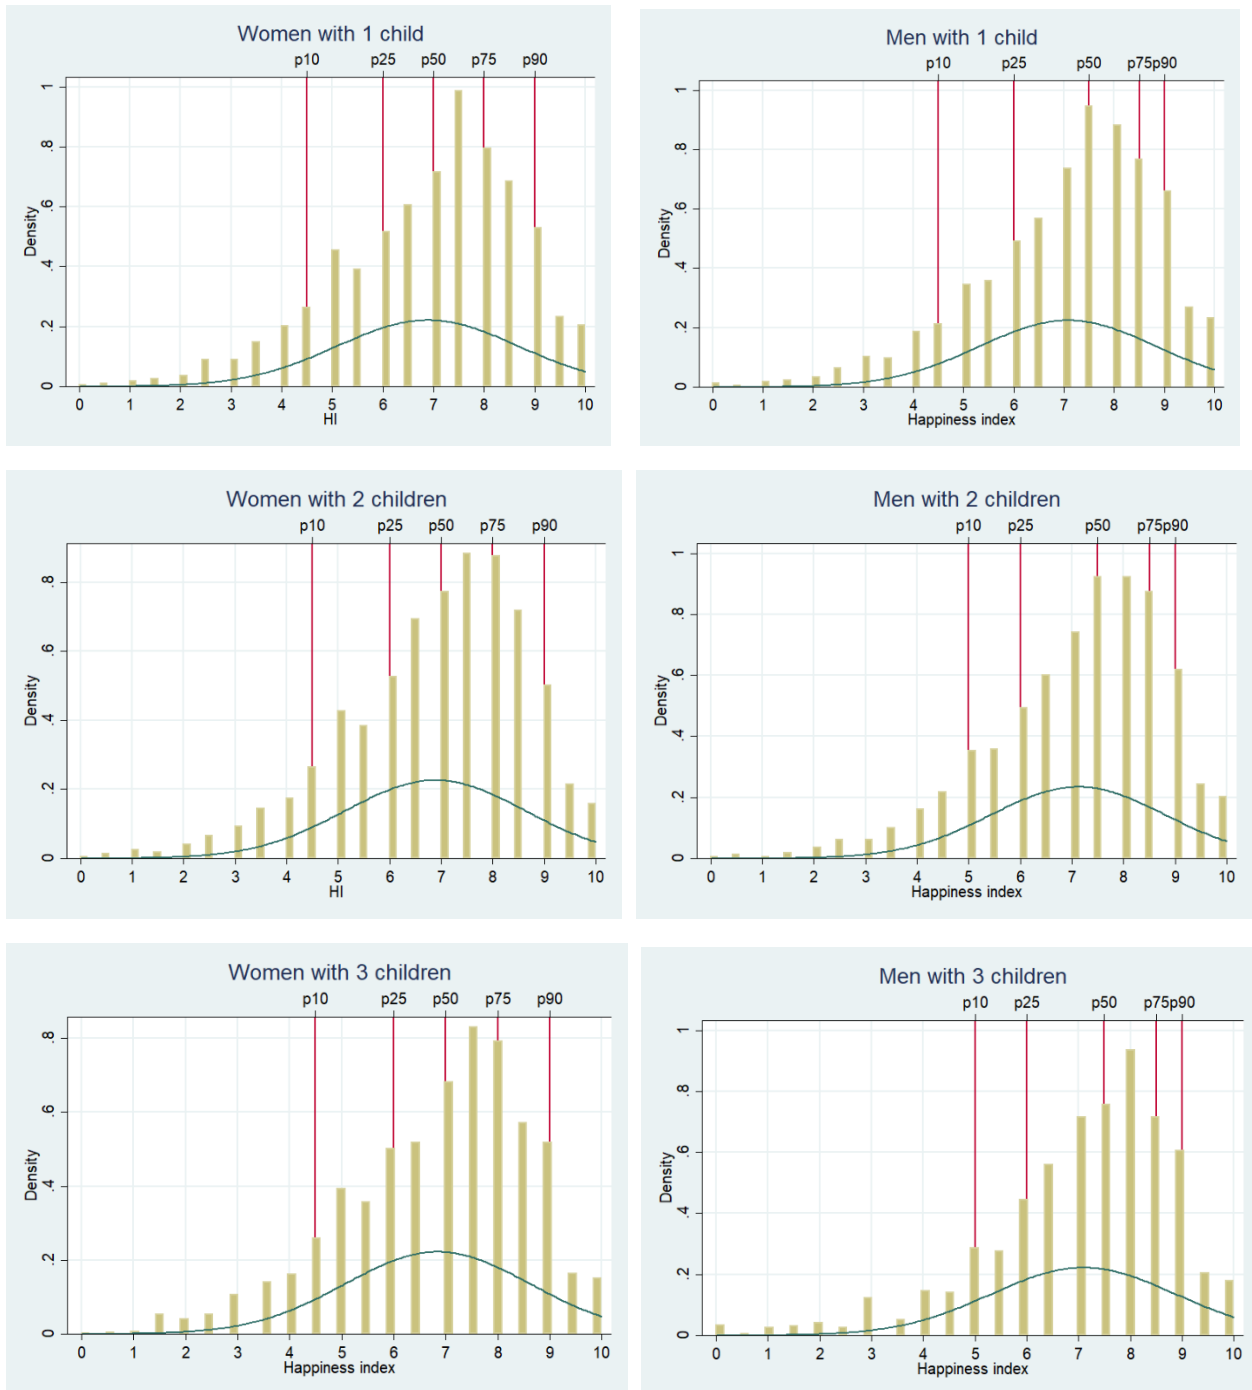 Women with 1 child
p10 p25 p50 p75 p90
Density
0 .2 .4 .6 .8 1
0 1 2 3 4 5 6 7 8 9 10
HI
Men with 1 child
p10 p25 p50 p75p90
Density
0 .2 .4 .6 .8 1
0 1 2 3 4 5 6 7 8 9 10
Happiness index
Women with 2 children
p10 p25 p50 p75 p90
Density
0 .2 .4 .6 .8
0 1 2 3 4 5 6 7 8 9 10
HI
Men with 2 children
p10 p25 p50 p75p90
Density
0 .2 .4 .6 .8 1
0 1 2 3 4 5 6 7 8 9 10
Happiness index
Women with 3 children
p10 p25 p50 p75 p90
Density
0 .2 .4 .6 .8
0 1 2 3 4 5 6 7 8 9 10
Happiness index
Men with 3 children
p10 p25 p50 p75p90
Density
0 .2 .4 .6 .8 1
0 1 2 3 4 5 6 7 8 9 10
Happiness index